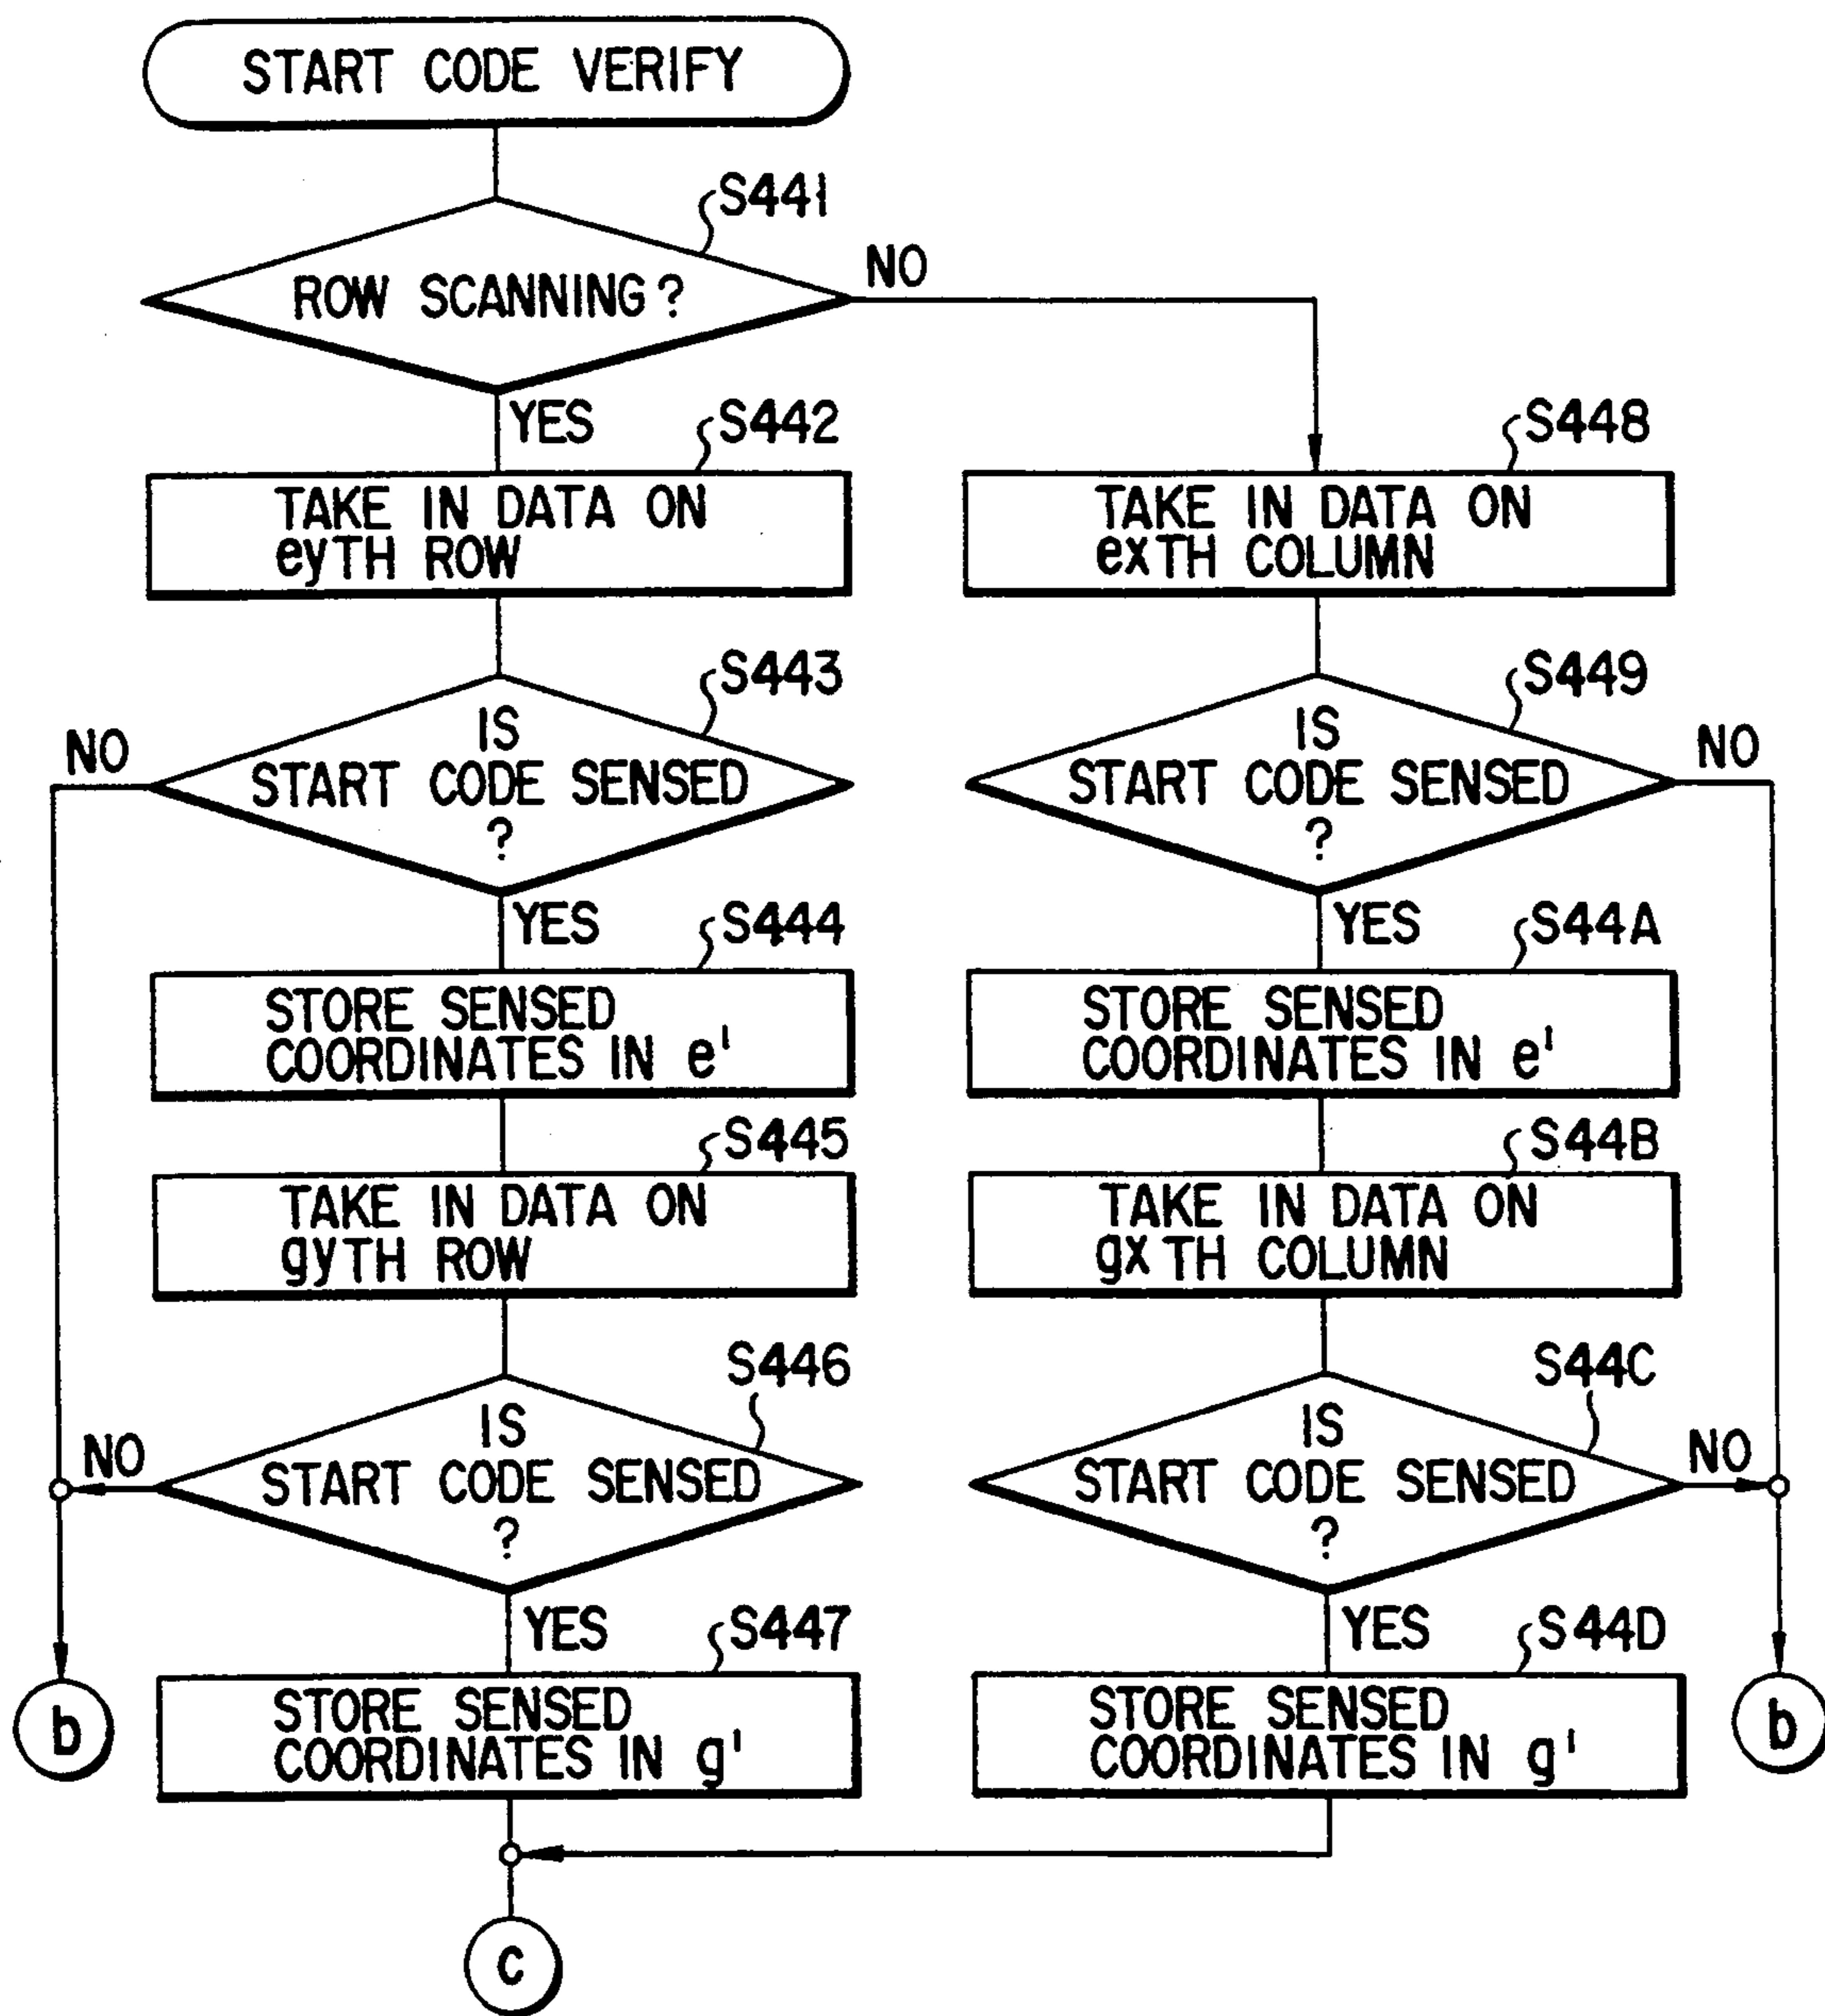 START CODE VERIFY
S441
ROW SCANNING?
NO
YES
S442
TAKE IN DATA ON
eyTH ROW
S448
TAKE IN DATA ON
exTH COLUMN
S443
IS
START CODE SENSED
?
NO
S449
IS
START CODE SENSED
?
NO
YES
S444
STORE SENSED
COORDINATES IN e'
YES
S44A
STORE SENSED
COORDINATES IN e'
S445
TAKE IN DATA ON
gyTH ROW
S44B
TAKE IN DATA ON
gxTH COLUMN
S446
IS
START CODE SENSED
?
NO
S44C
IS
START CODE SENSED
?
NO
YES
S447
STORE SENSED
COORDINATES IN g'
YES
S44D
STORE SENSED
COORDINATES IN g'
b
b
c